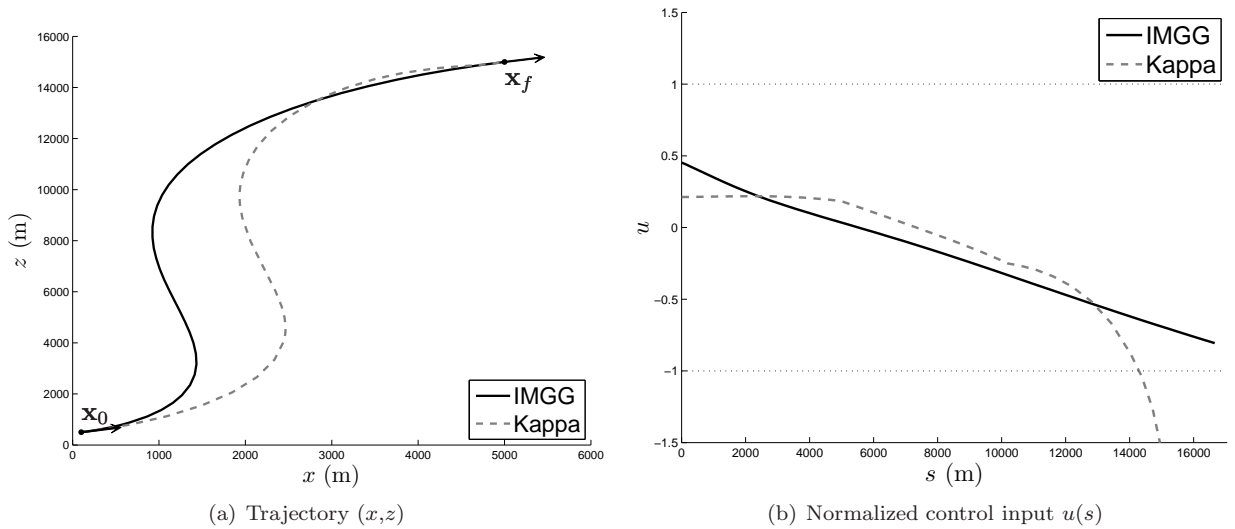 16000
14000
12000
10000
8000
6000
4000
2000
0
0 1000 2000 3000 4000 5000 6000
z (m)
x (m)
x_f
x_0
IMGG
Kappa
(a) Trajectory (x,z)
1.5
1
0.5
0
−0.5
−1
−1.5
0 2000 4000 6000 8000 10000 12000 14000 16000
u
s (m)
IMGG
Kappa
(b) Normalized control input u(s)